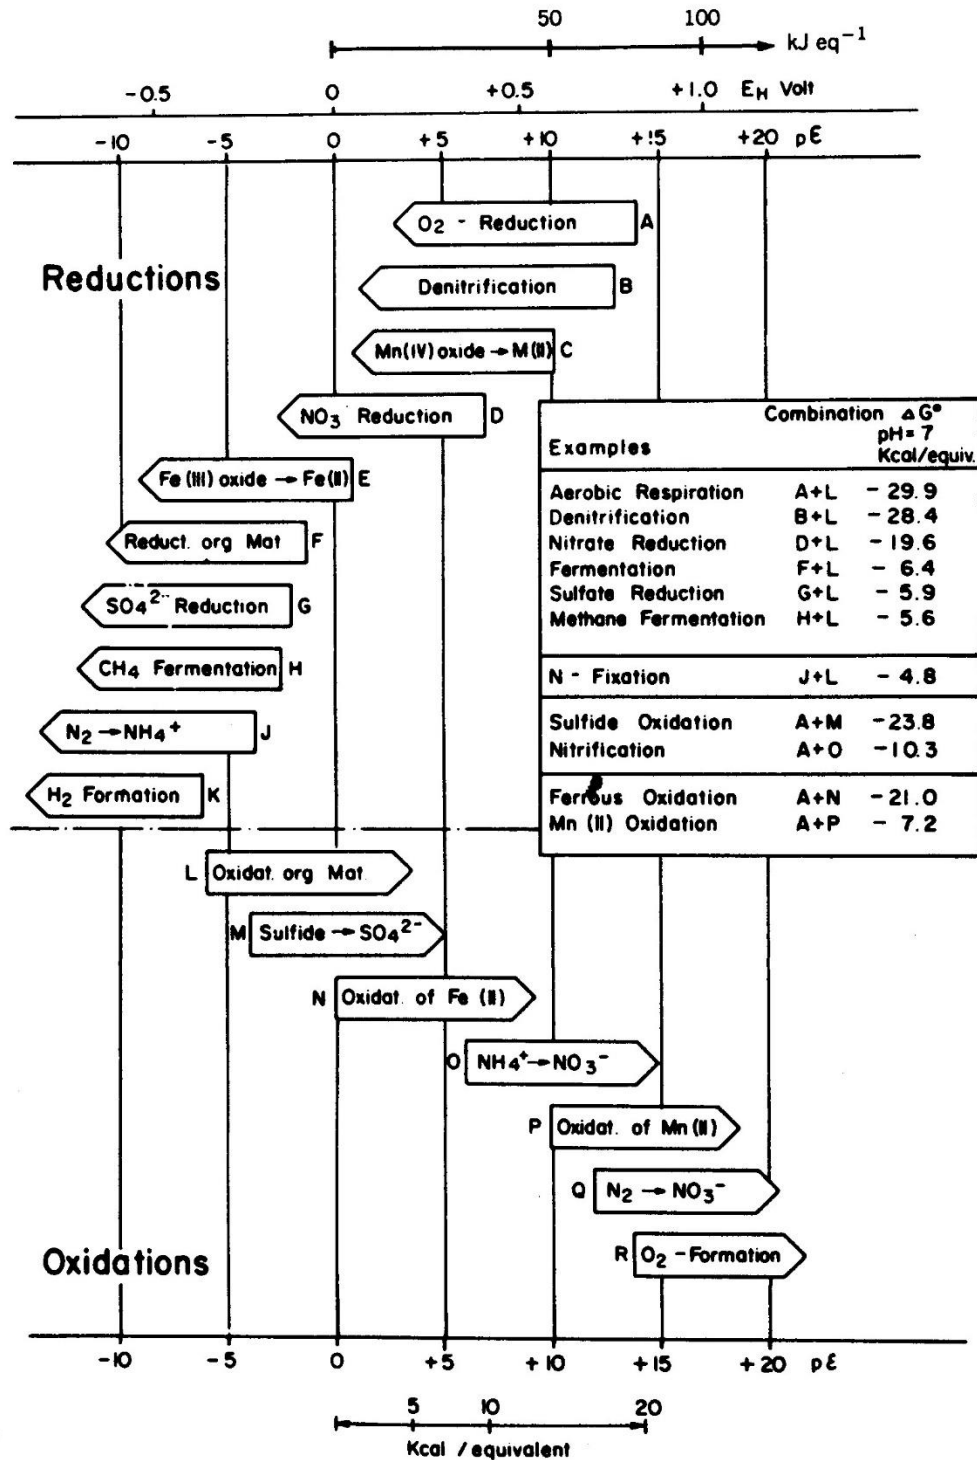 50 100
kJ eq⁻¹
-0.5 0 +0.5 +1.0 EH Volt
-10 -5 0 +5 +10 +15 +20 pE
O2 - Reduction A
Reductions
Denitrification B
Mn(IV) oxide → M(II) C
NO3 Reduction D
Fe(III) oxide → Fe(II) E
Reduct. org Mat F
SO4²⁻ Reduction G
CH4 Fermentation H
N2 → NH4⁺ J
H2 Formation K
Combination ΔG°
pH = 7
Examples Kcal/equiv.
Aerobic Respiration A+L - 29.9
Denitrification B+L - 28.4
Nitrate Reduction D+L - 19.6
Fermentation F+L - 6.4
Sulfate Reduction G+L - 5.9
Methane Fermentation H+L - 5.6
N - Fixation J+L - 4.8
Sulfide Oxidation A+M -23.8
Nitrification A+O -10.3
Ferrous Oxidation A+N -21.0
Mn (II) Oxidation A+P - 7.2
L Oxidat. org Mat.
M Sulfide → SO4²⁻
N Oxidat. of Fe (II)
O NH4⁺ → NO3⁻
P Oxidat. of Mn (II)
Q N2 → NO3⁻
R O2 - Formation
Oxidations
-10 -5 0 +5 +10 +15 +20 pE
5 10 20
Kcal / equivalent